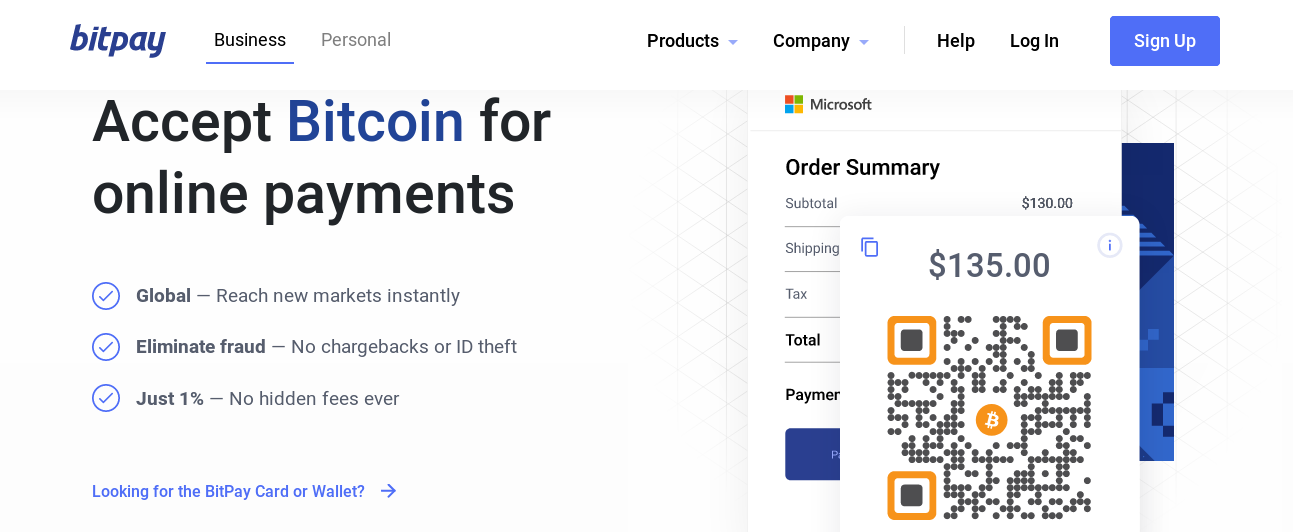 bitpay
Business
Personal
Products
Company
Help
Log In
Sign Up
Accept Bitcoin for
online payments
Global — Reach new markets instantly
Eliminate fraud — No chargebacks or ID theft
Just 1% — No hidden fees ever
Looking for the BitPay Card or Wallet?
Microsoft
Order Summary
Subtotal $130.00
Shipping
Tax
Total
$135.00